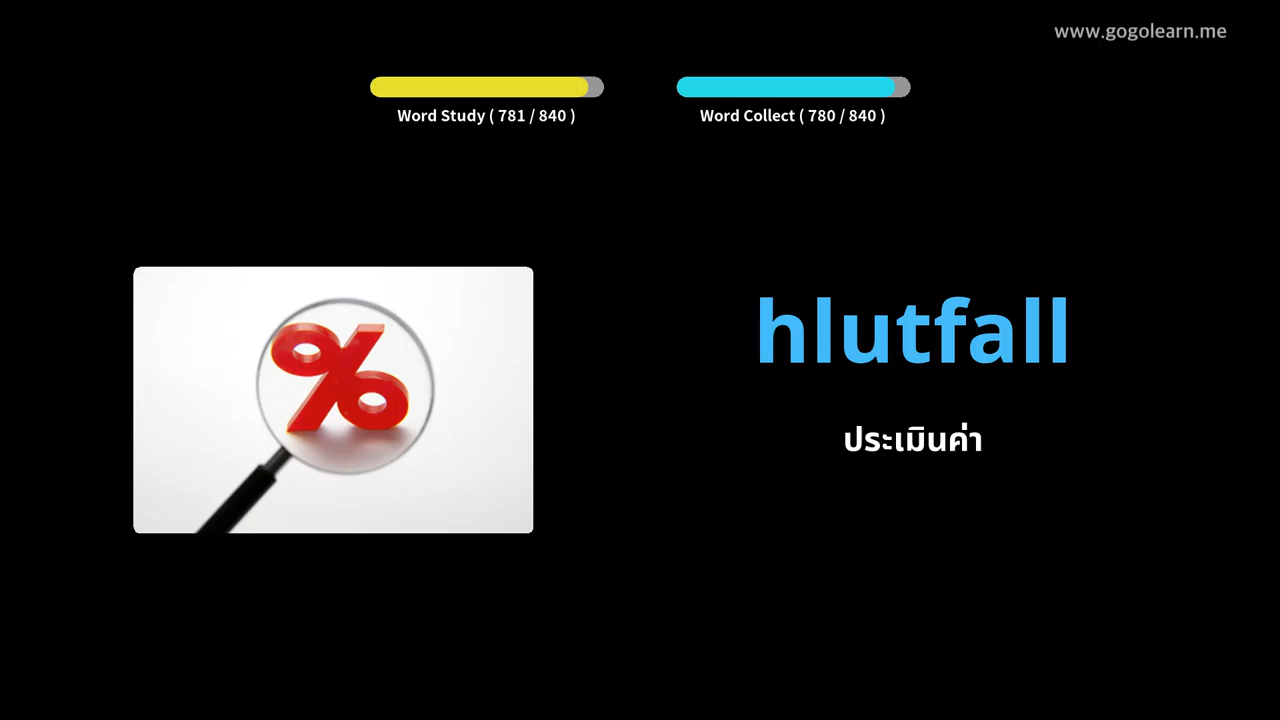 www.gogolearn.me
Word Study ( 781 / 840 )
Word Collect ( 780 / 840 )
%
hlutfall
ประเมินค่า